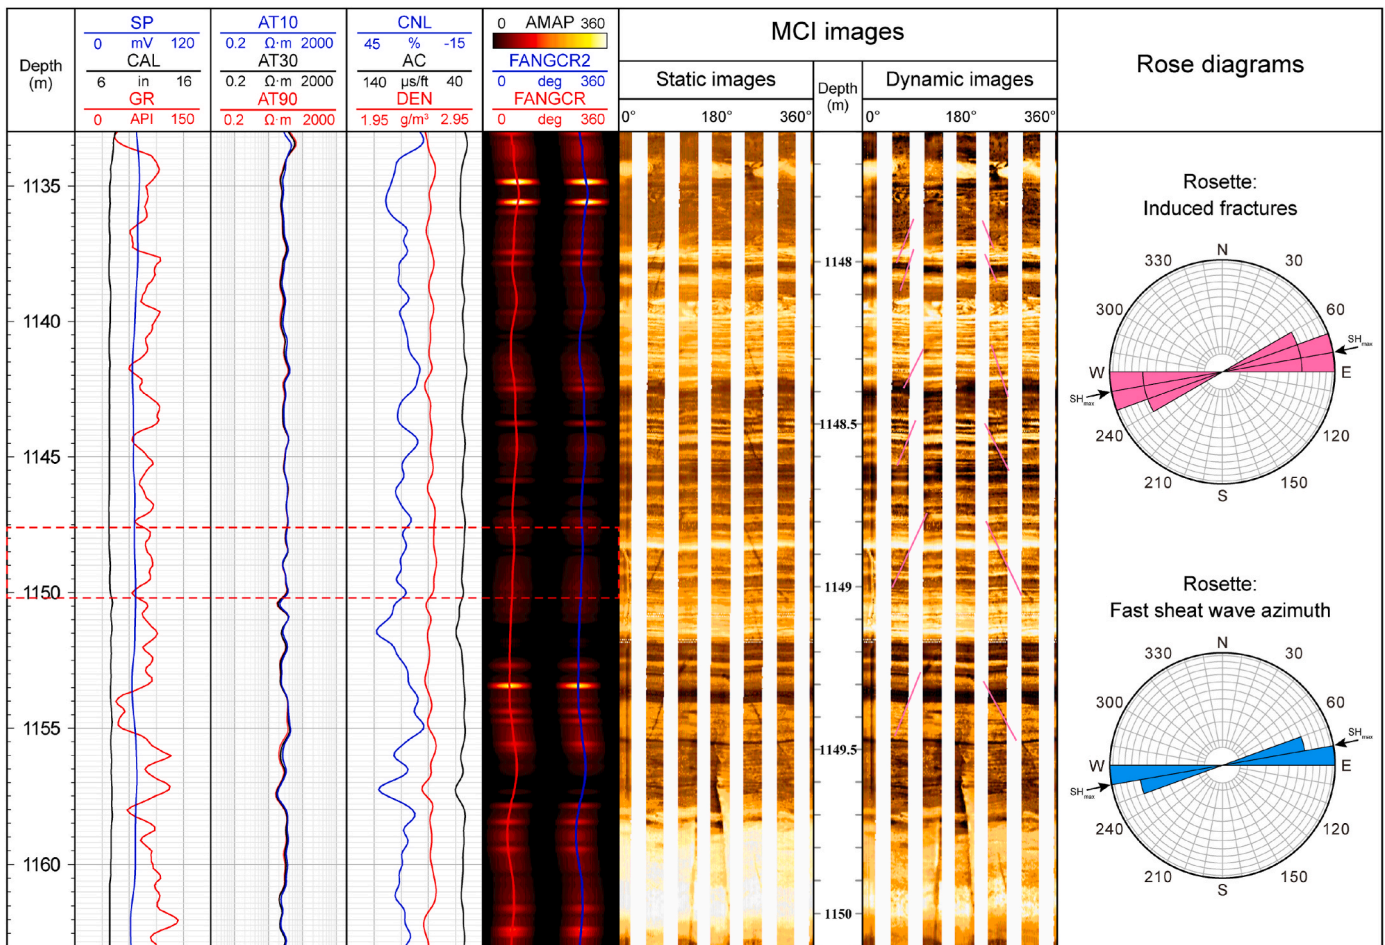 Depth
(m)
SP
0 mV 120
CAL
6 in 16
GR
0 API 150
AT10
0.2 Ω·m 2000
AT30
0.2 Ω·m 2000
AT90
0.2 Ω·m 2000
CNL
45 % -15
AC
140 μs/ft 40
DEN
1.95 g/m³ 2.95
0 AMAP 360
FANGCR2
0 deg 360
FANGCR
0 deg 360
MCI images
Static images
0° 180° 360°
Depth
(m)
Dynamic images
0° 180° 360°
Rose diagrams
1135
1140
1145
1150
1155
1160
1148
1148.5
1149
1149.5
1150
Rosette:
Induced fractures
N
330 30
300 60
SHmax
W E
SHmax
240 120
210 150
S
Rosette:
Fast sheat wave azimuth
N
330 30
300 60
SHmax
W E
SHmax
240 120
210 150
S